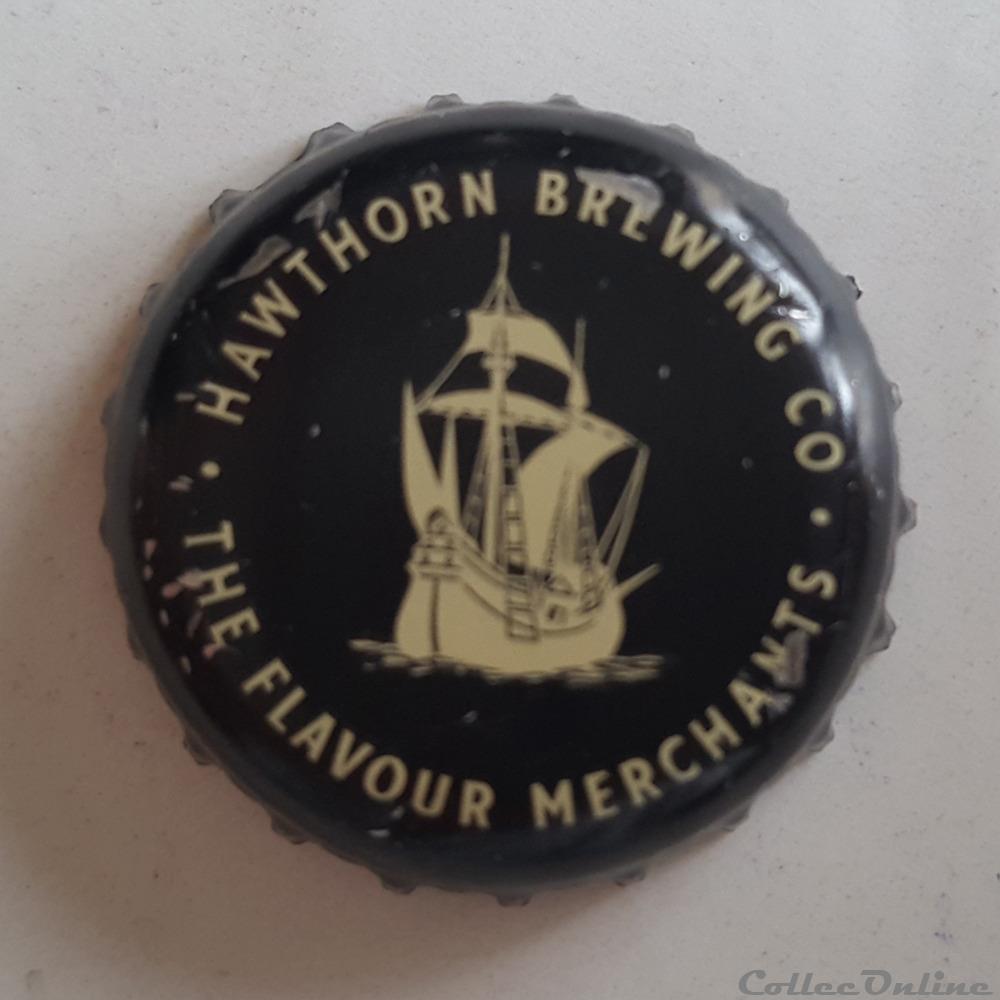 HAWTHORN BREWING CO
THE FLAVOUR MERCHANTS
CollecOnline